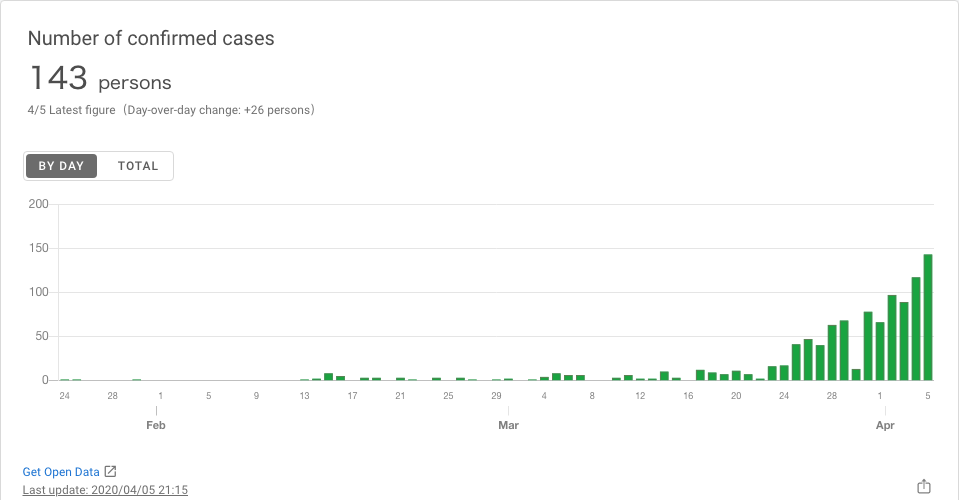 Number of confirmed cases
143 persons
4/5 Latest figure（Day-over-day change: +26 persons）
BY DAY TOTAL
200
150
100
50
0
24 28 1 5 9 13 17 21 25 29 4 8 12 16 20 24 28 1 5
Feb Mar Apr
Get Open Data
Last update: 2020/04/05 21:15